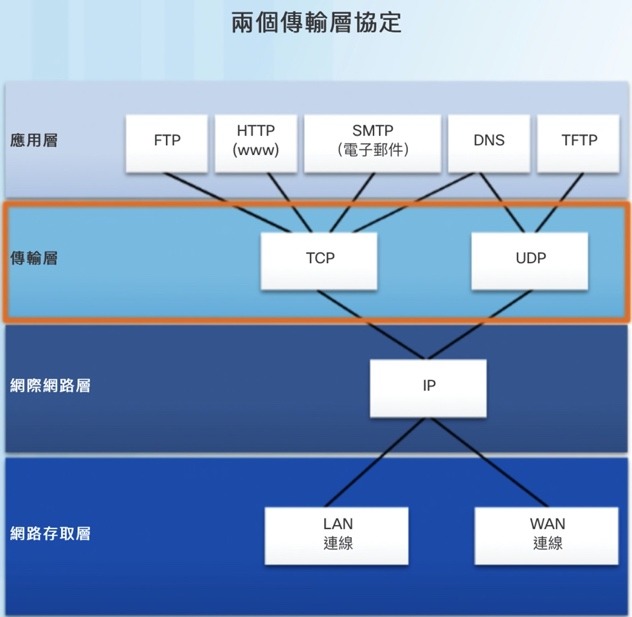 兩個傳輸層協定
應用層
FTP
HTTP
(www)
SMTP
(電子郵件)
DNS
TFTP
傳輸層
TCP
UDP
網際網路層
IP
網路存取層
LAN
連線
WAN
連線